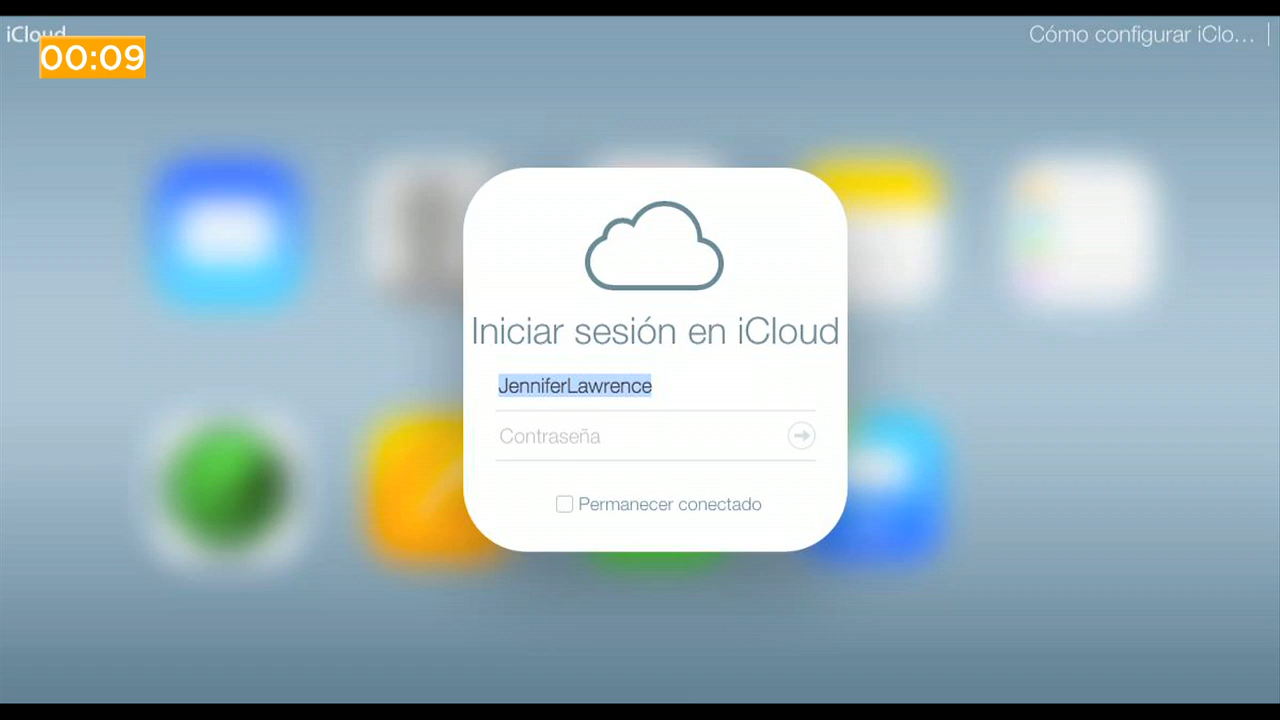 iCloud
Cómo configurar iClo...
00:09
Iniciar sesión en iCloud
JenniferLawrence
Contraseña
Permanecer conectado